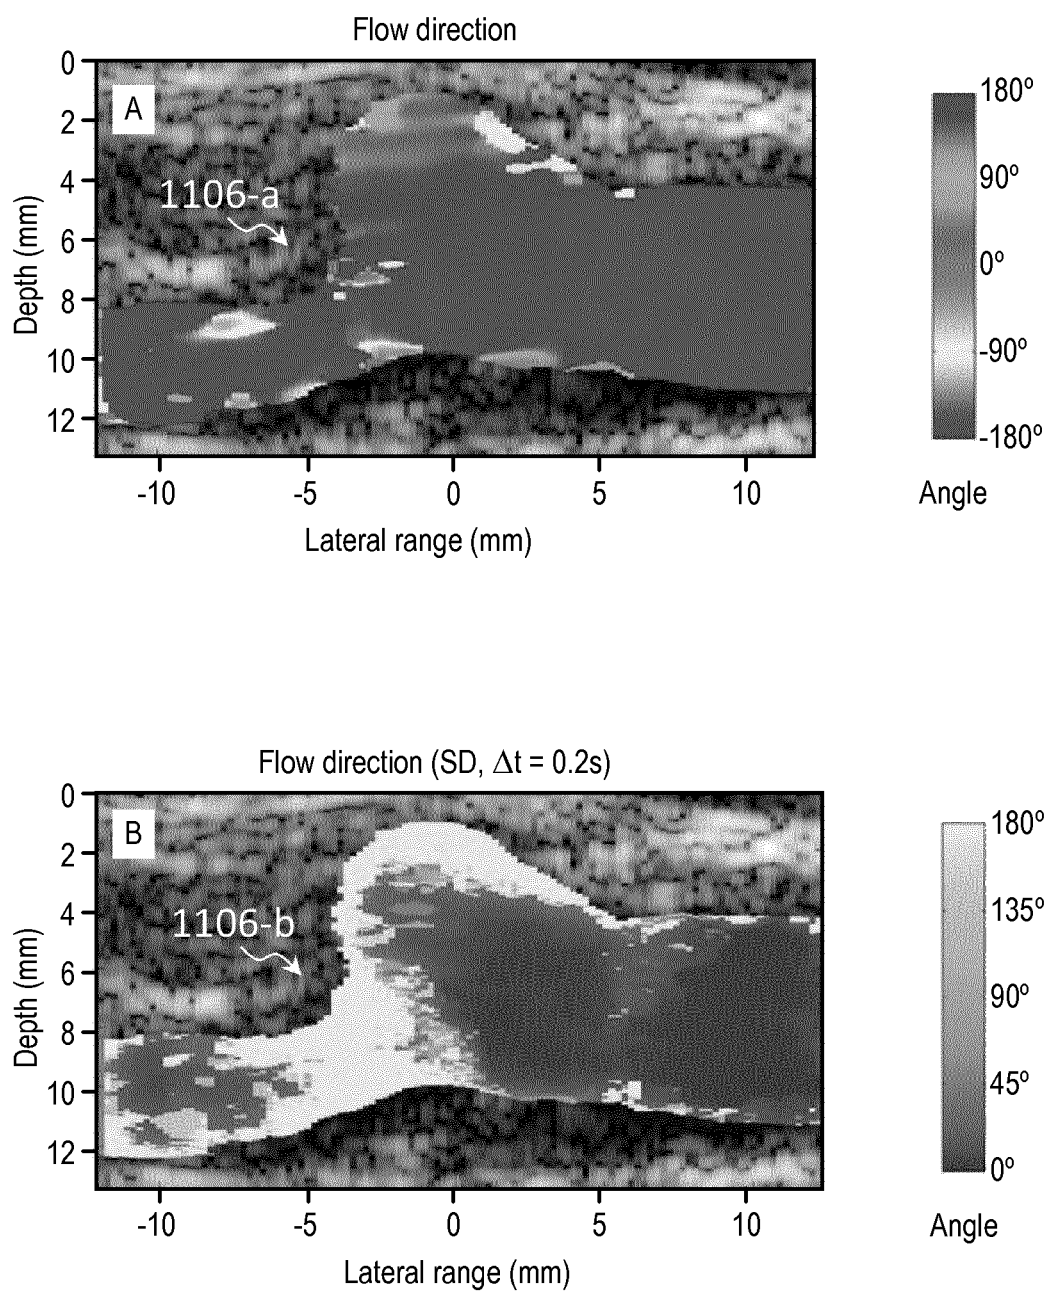 Flow direction
A
1106-a
0
2
4
6
8
10
12
Depth (mm)
-10
-5
0
5
10
Lateral range (mm)
180º
90º
0º
-90º
-180º
Angle
Flow direction (SD, Δt = 0.2s)
B
1106-b
0
2
4
6
8
10
12
Depth (mm)
-10
-5
0
5
10
Lateral range (mm)
180º
135º
90º
45º
0º
Angle